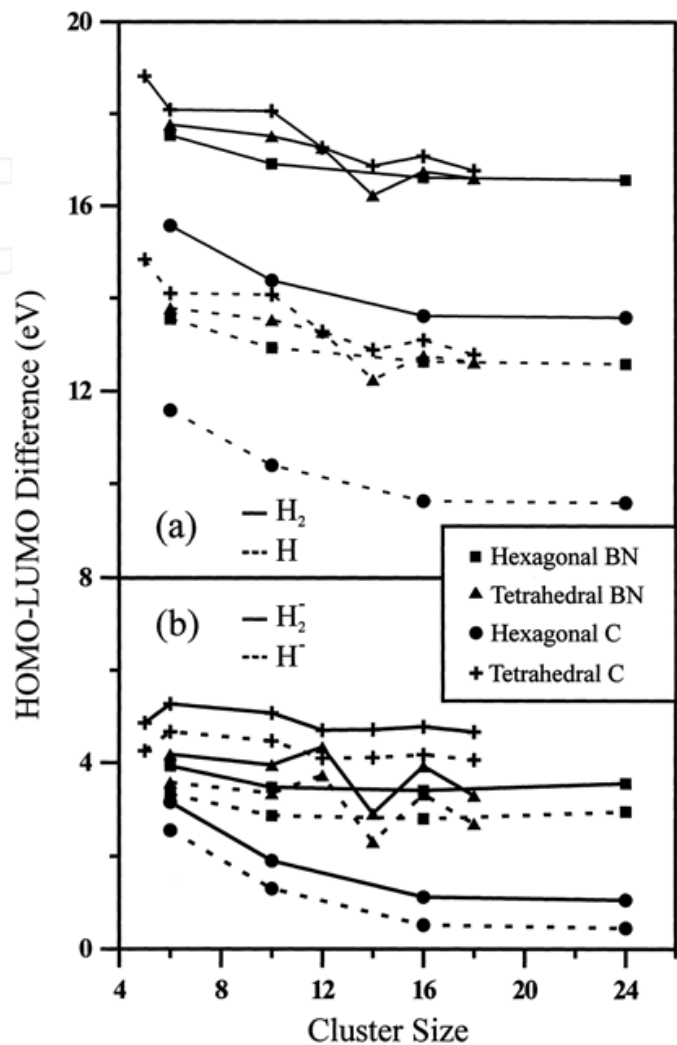 20
16
12
8
4
0
HOMO-LUMO Difference (eV)
(a)
H₂
H
Hexagonal BN
Tetrahedral BN
Hexagonal C
Tetrahedral C
(b)
H₂⁻
H⁻
4 8 12 16 20 24
Cluster Size